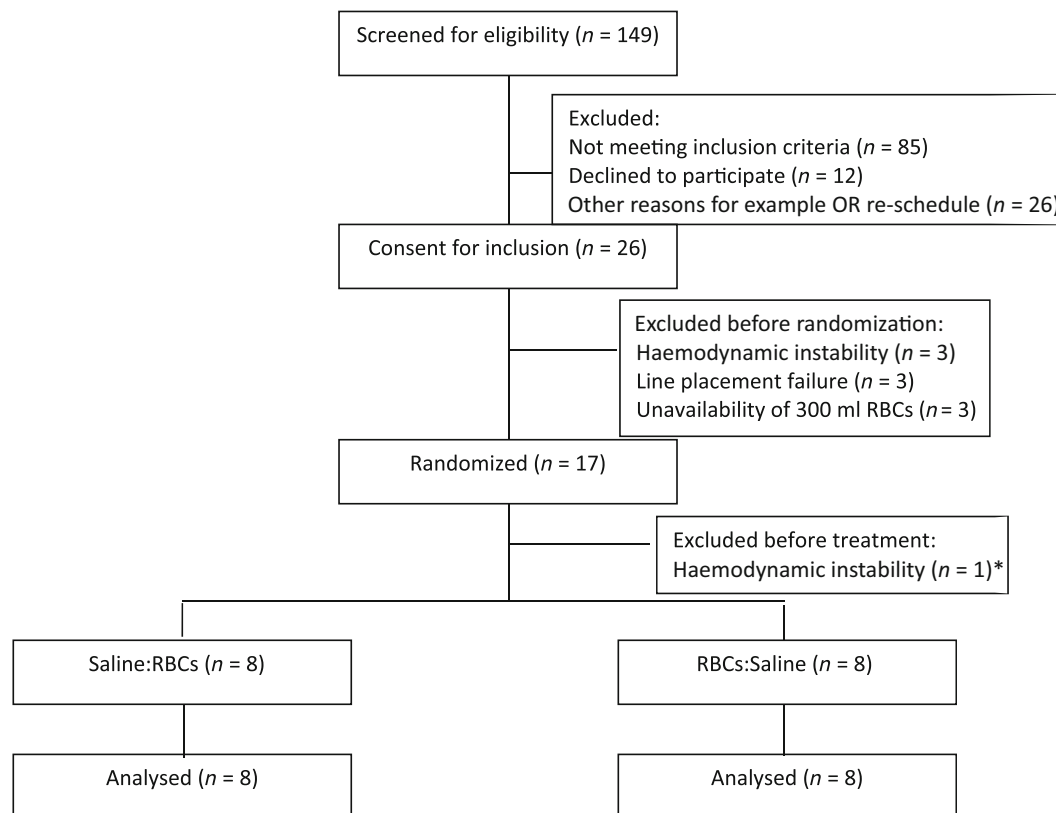 Screened for eligibility (n = 149)
Excluded:
Not meeting inclusion criteria (n = 85)
Declined to participate (n = 12)
Other reasons for example OR re-schedule (n = 26)
Consent for inclusion (n = 26)
Excluded before randomization:
Haemodynamic instability (n = 3)
Line placement failure (n = 3)
Unavailability of 300 ml RBCs (n = 3)
Randomized (n = 17)
Excluded before treatment:
Haemodynamic instability (n = 1)*
Saline:RBCs (n = 8)
RBCs:Saline (n = 8)
Analysed (n = 8)
Analysed (n = 8)